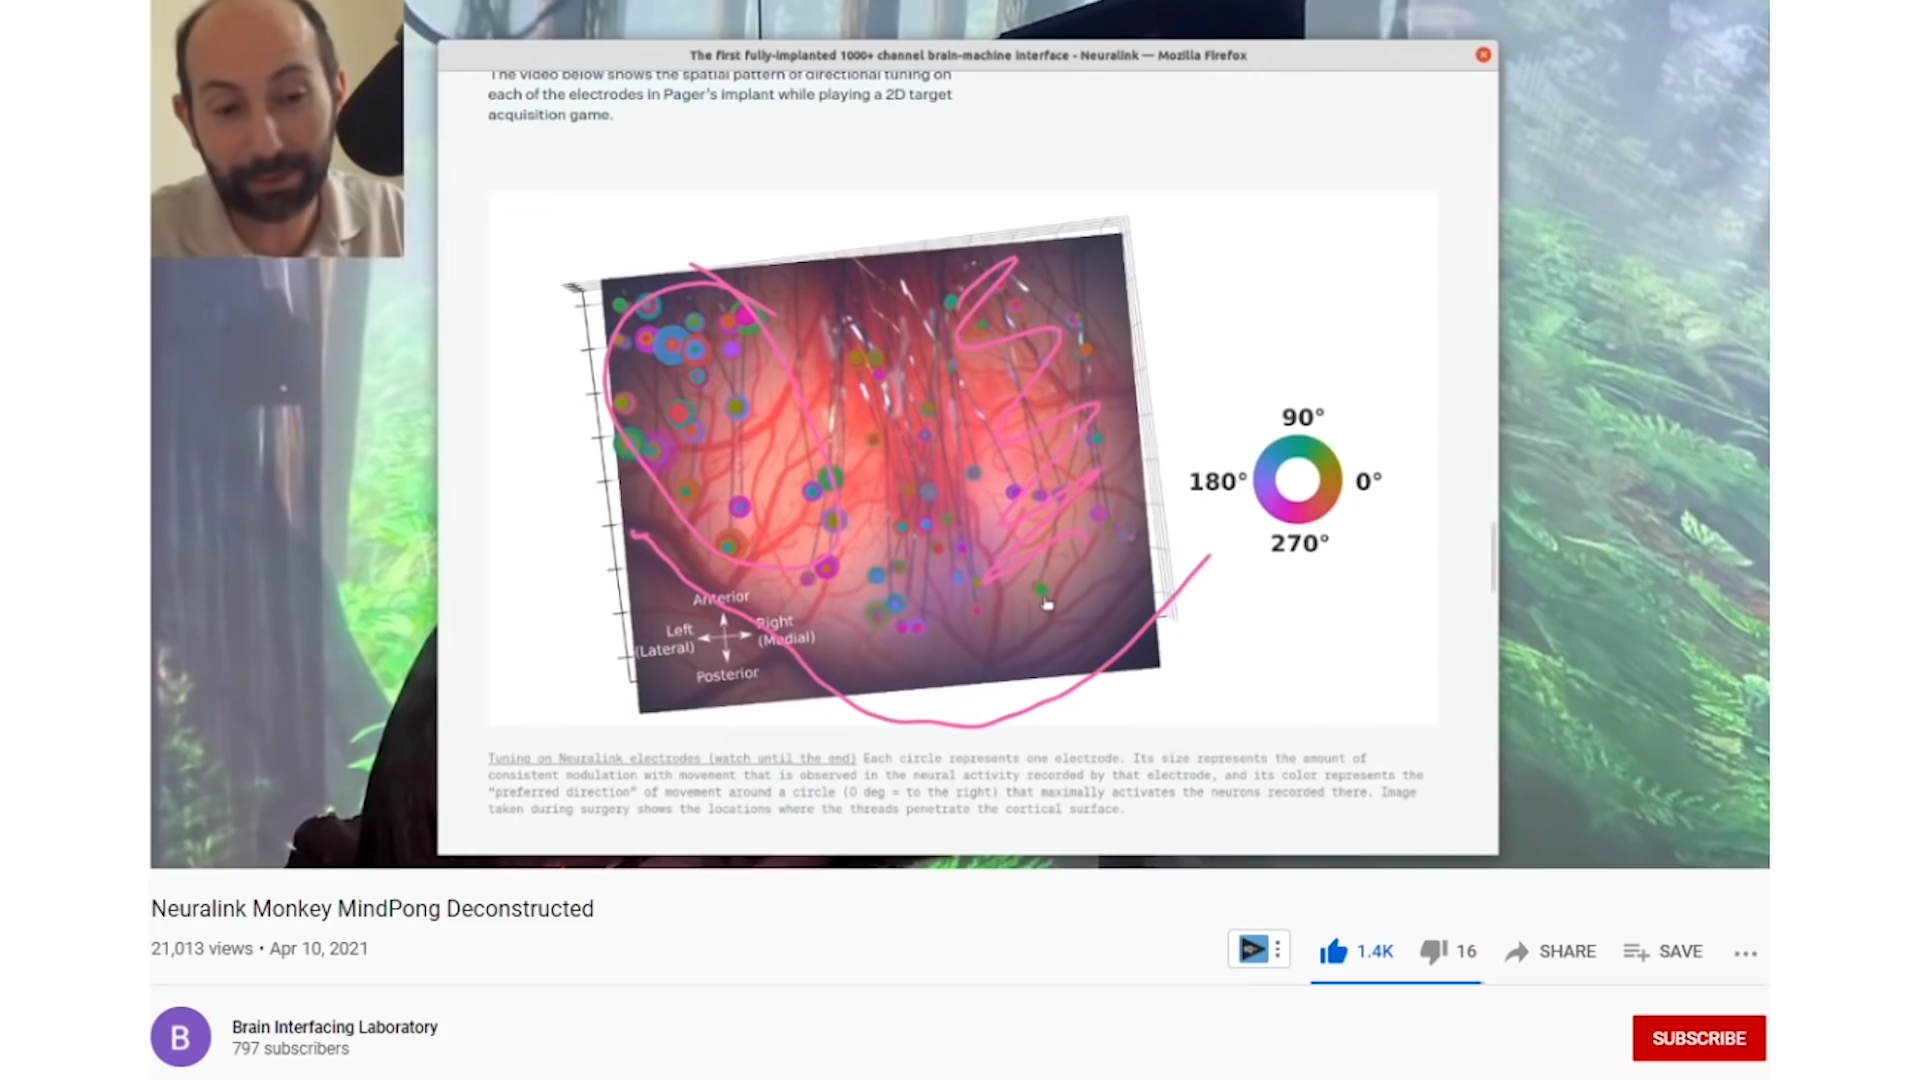 The first fully-implanted 1000+ channel brain-machine interface - Neuralink — Mozilla Firefox
The video below shows the spatial pattern of directional tuning on
each of the electrodes in Pager's implant while playing a 2D target
acquisition game.
90°
180°
0°
270°
Anterior
Left
(Lateral)
Right
(Medial)
Posterior
Tuning on Neuralink electrodes (watch until the end) Each circle represents one electrode. Its size represents the amount of
consistent modulation with movement that is observed in the neural activity recorded by that electrode, and its color represents the
"preferred direction" of movement around a circle (0 deg = to the right) that maximally activates the neurons recorded there. Image
taken during surgery shows the locations where the threads penetrate the cortical surface.
Neuralink Monkey MindPong Deconstructed
21,013 views • Apr 10, 2021
1.4K
16
SHARE
SAVE
B
Brain Interfacing Laboratory
797 subscribers
SUBSCRIBE